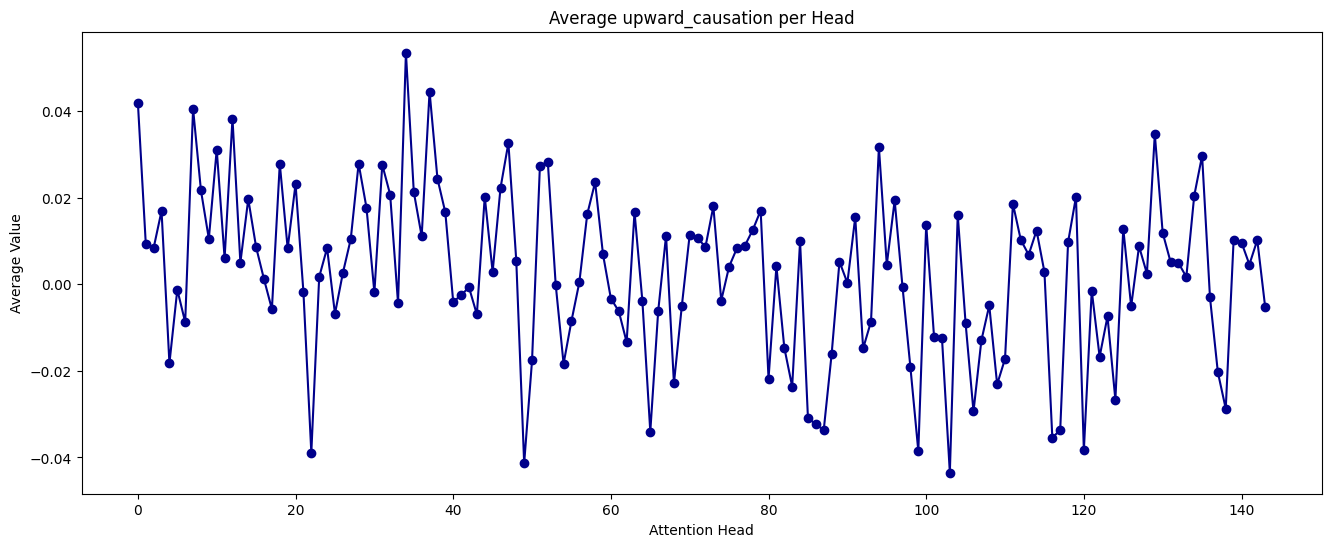 Average upward_causation per Head
Average Value
0.04
0.02
0.00
−0.02
−0.04
0 20 40 60 80 100 120 140
Attention Head